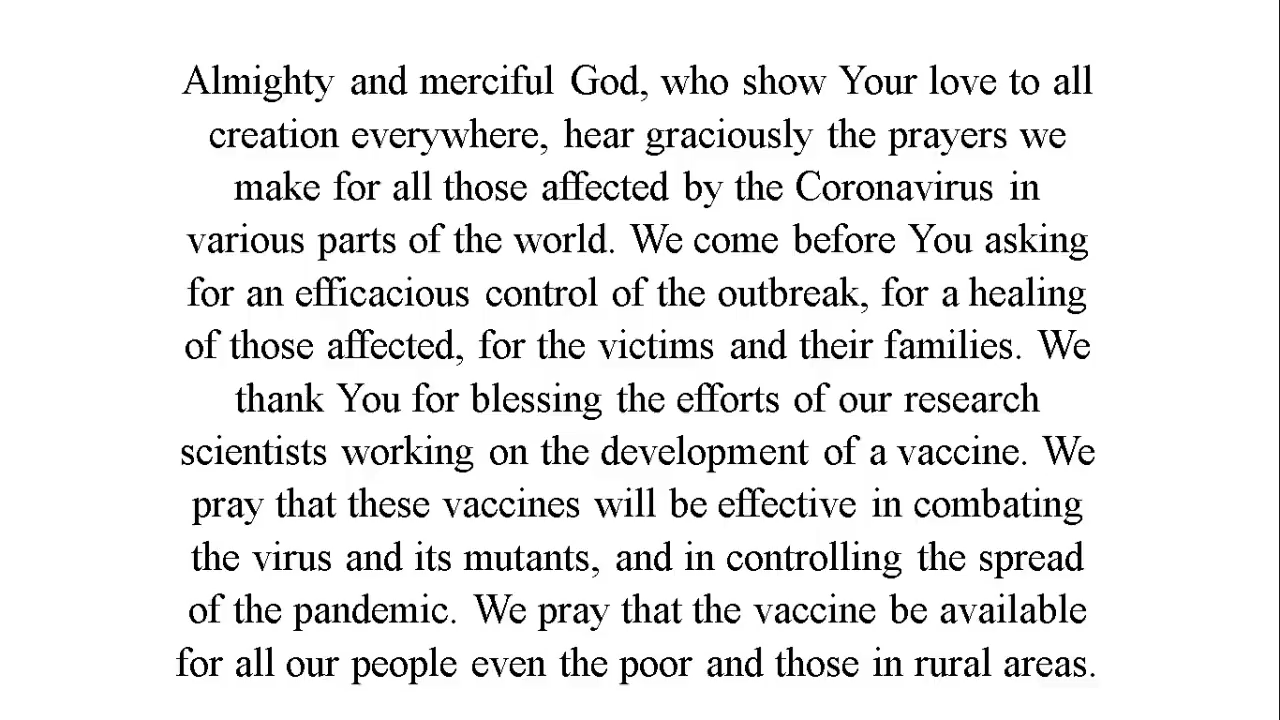 Almighty and merciful God, who show Your love to all
creation everywhere, hear graciously the prayers we
make for all those affected by the Coronavirus in
various parts of the world. We come before You asking
for an efficacious control of the outbreak, for a healing
of those affected, for the victims and their families. We
thank You for blessing the efforts of our research
scientists working on the development of a vaccine. We
pray that these vaccines will be effective in combating
the virus and its mutants, and in controlling the spread
of the pandemic. We pray that the vaccine be available
for all our people even the poor and those in rural areas.